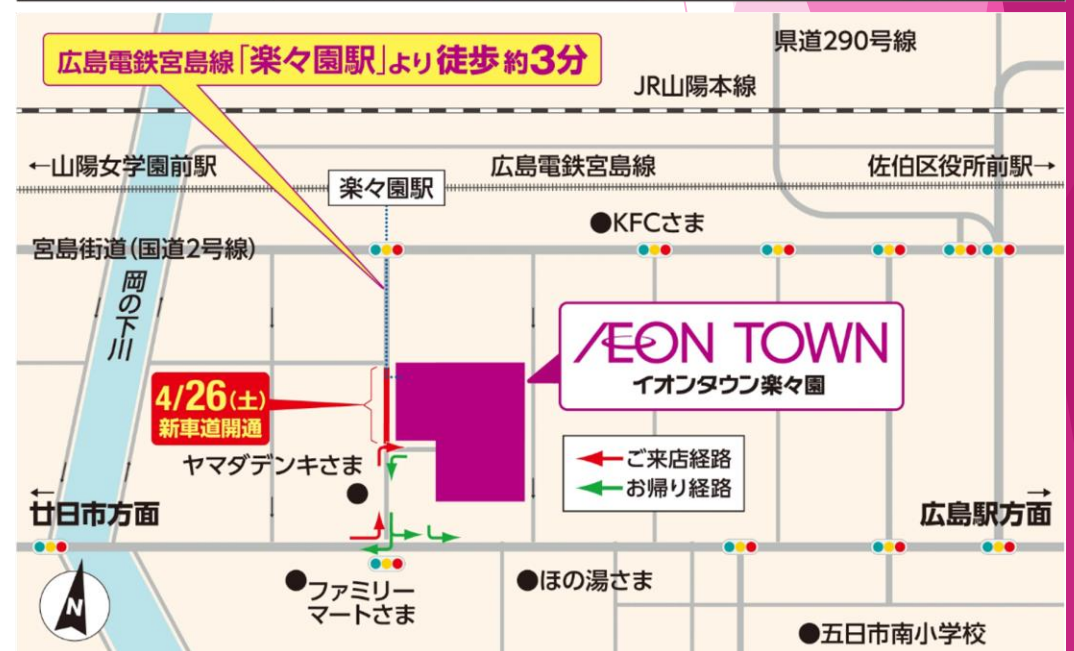 広島電鉄宮島線「楽々園駅」より徒歩約3分
県道290号線
JR山陽本線
←山陽女学園前駅
広島電鉄宮島線
佐伯区役所前駅→
楽々園駅
●KFCさま
宮島街道(国道2号線)
岡の下川
ÆON TOWN
イオンタウン楽々園
4/26(土)
新車道開通
ご来店経路
お帰り経路
ヤマダデンキさま
←
廿日市方面
→
広島駅方面
●ファミリー
マートさま
●ほの湯さま
N
●五日市南小学校